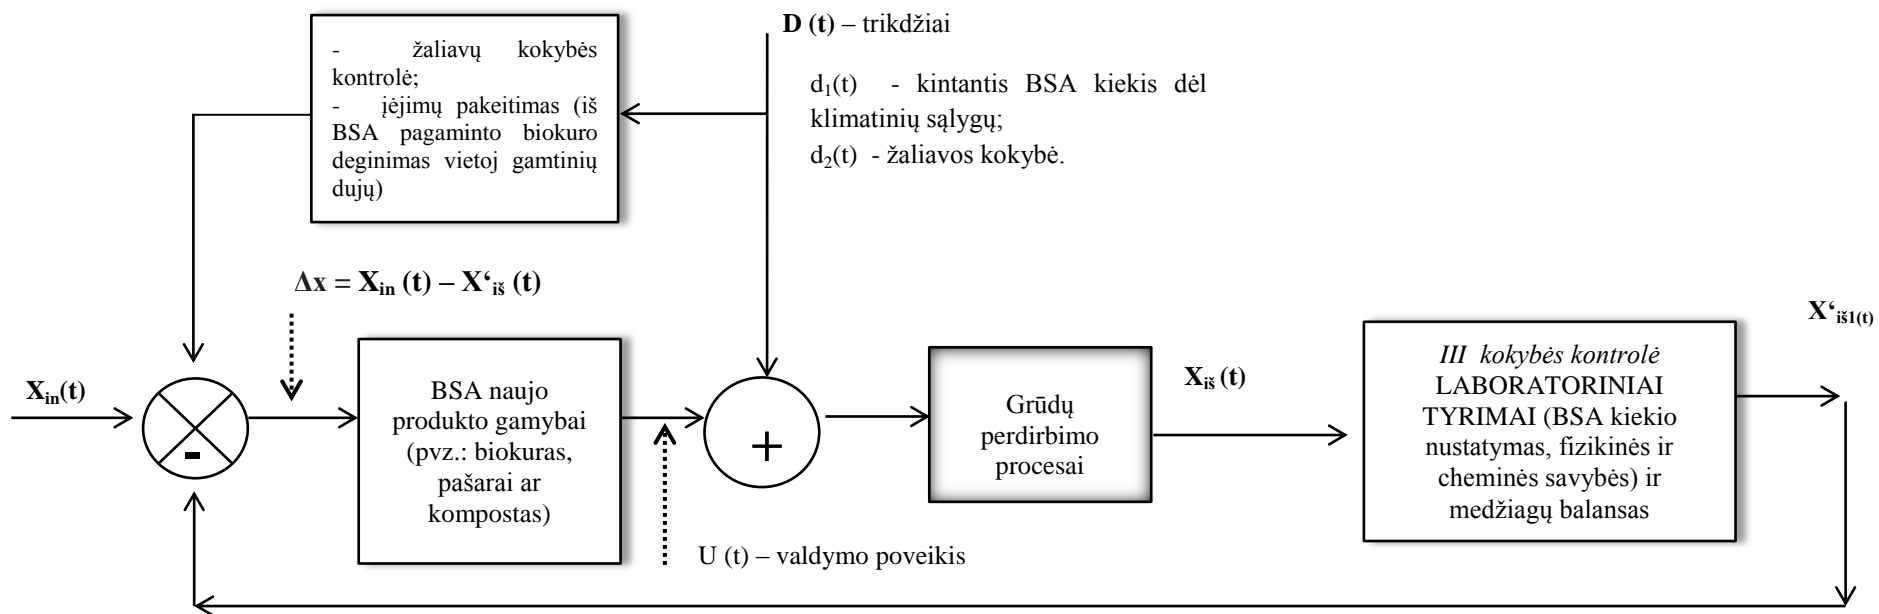 D (t) – trikdžiai
- žaliavų kokybės
kontrolė;
- įėjimų pakeitimas (iš
BSA pagaminto biokuro
deginimas vietoj gamtinių
dujų)
d₁(t) - kintantis BSA kiekis dėl
klimatinių sąlygų;
d₂(t) - žaliavos kokybė.
Δx = Xᵢₙ (t) – X‘ᵢš (t)
Xᵢₙ(t)
-
BSA naujo
produkto gamybai
(pvz.: biokuras,
pašarai ar
kompostas)
+
U (t) – valdymo poveikis
Grūdų
perdirbimo
procesai
Xᵢš (t)
III kokybės kontrolė
LABORATORINIAI
TYRIMAI (BSA kiekio
nustatymas, fizikinės ir
cheminės savybės) ir
medžiagų balansas
X‘ᵢš₁₍ₜ₎